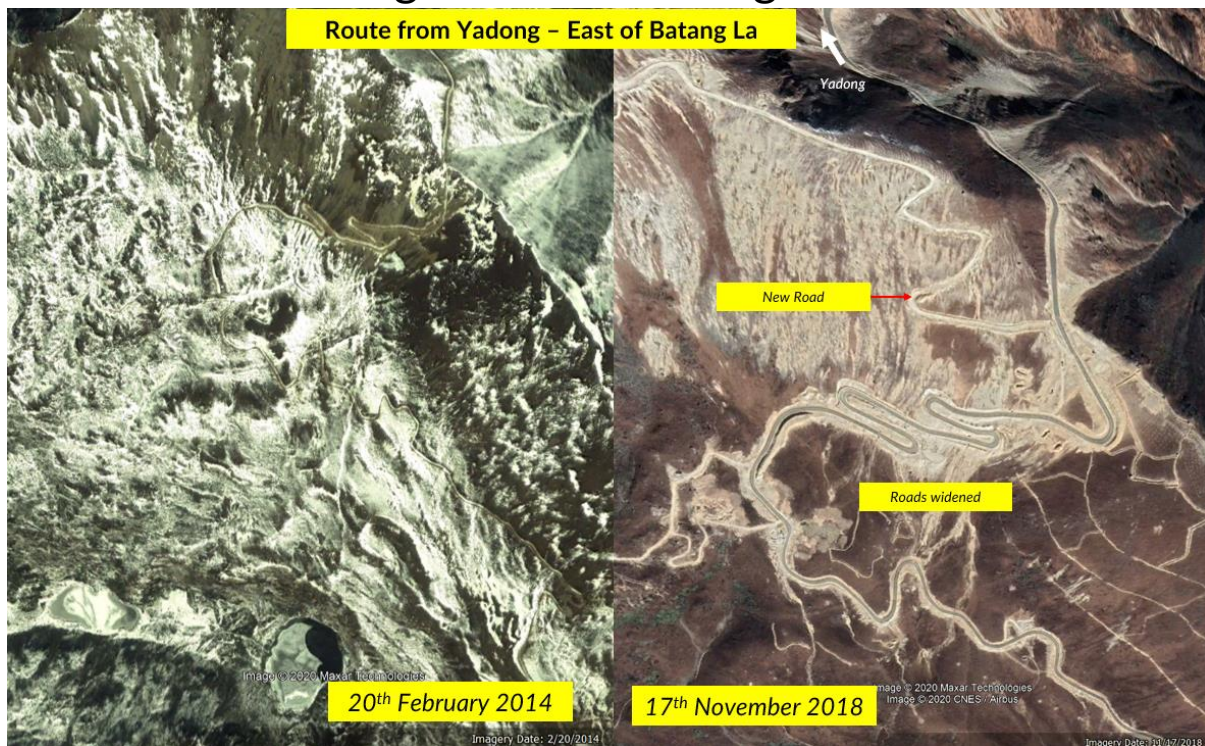 Route from Yadong – East of Batang La
Yadong
New Road
Roads widened
Image © 2020 Maxar Technologies
20th February 2014
Imagery Date: 2/20/2014
17th November 2018
Image © 2020 Maxar Technologies
Image © 2020 CNES / Airbus
Imagery Date: 11/17/2018